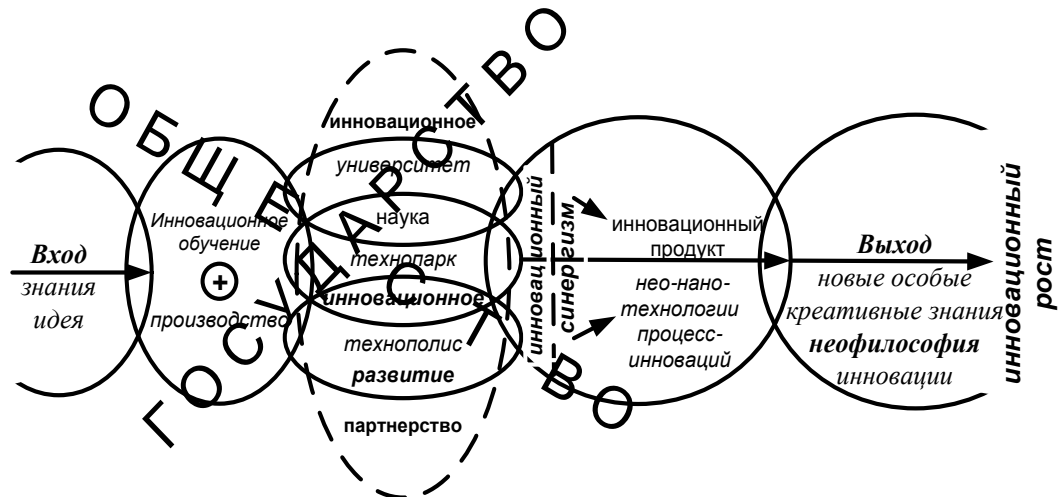 ОБЩЕСТВО
ГОСУДАРСТВО
Вход
знания
идея
Инновационное
обучение
+
производство
инновационное
университет
наука
технопарк
инновационное
технополис
развитие
партнерство
инновационный
синергизм
инновационный
продукт
нео-нано-
технологии
процесс-
инноваций
Выход
новые особые
креативные знания
неофилософия
инновации
инновационный
рост